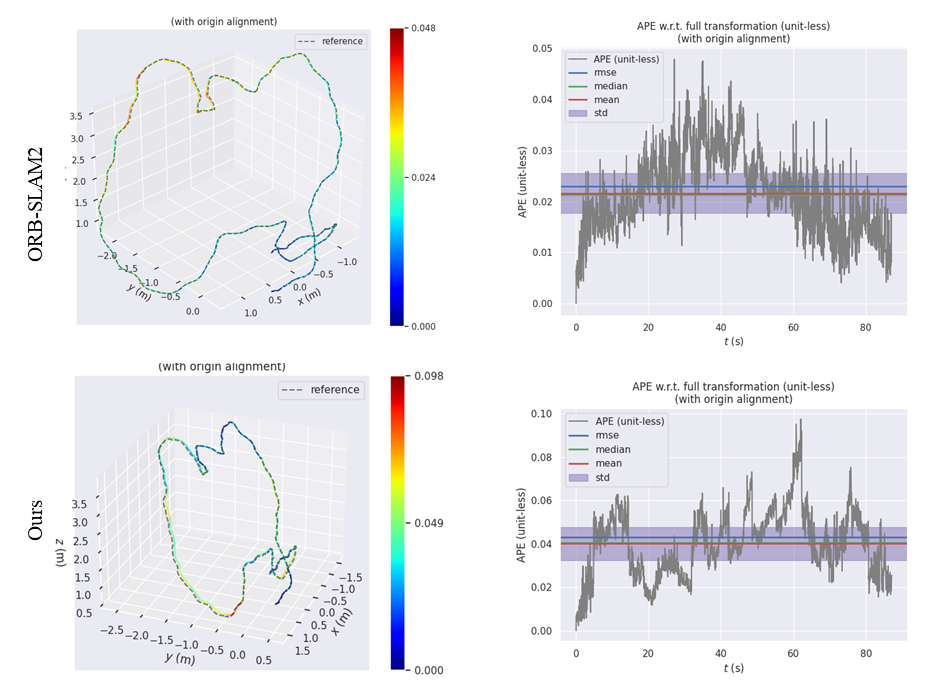 ORB-SLAM2
(with origin alignment)
reference
3.5
3.0
2.5
2.0
1.5
1.0
−2.0
−1.5
−1.0
−0.5
0.0
y (m)
1.0
0.5
0.0
−0.5
−1.0
x (m)
0.048
0.024
0.000
APE w.r.t. full transformation (unit-less)
(with origin alignment)
APE (unit-less)
rmse
median
mean
std
APE (unit-less)
0.05
0.04
0.03
0.02
0.01
0.00
0 20 40 60 80
t (s)
Ours
(with origin alignment)
reference
z (m)
3.5
3.0
2.5
2.0
1.5
1.0
0.5
−2.5 −2.0 −1.5 −1.0 −0.5 0.0 0.5
y (m)
−1.5
−1.0
−0.5
0.0
0.5
1.0
1.5
x (m)
0.098
0.049
0.000
APE w.r.t. full transformation (unit-less)
(with origin alignment)
APE (unit-less)
rmse
median
mean
std
APE (unit-less)
0.10
0.08
0.06
0.04
0.02
0.00
0 20 40 60 80
t (s)